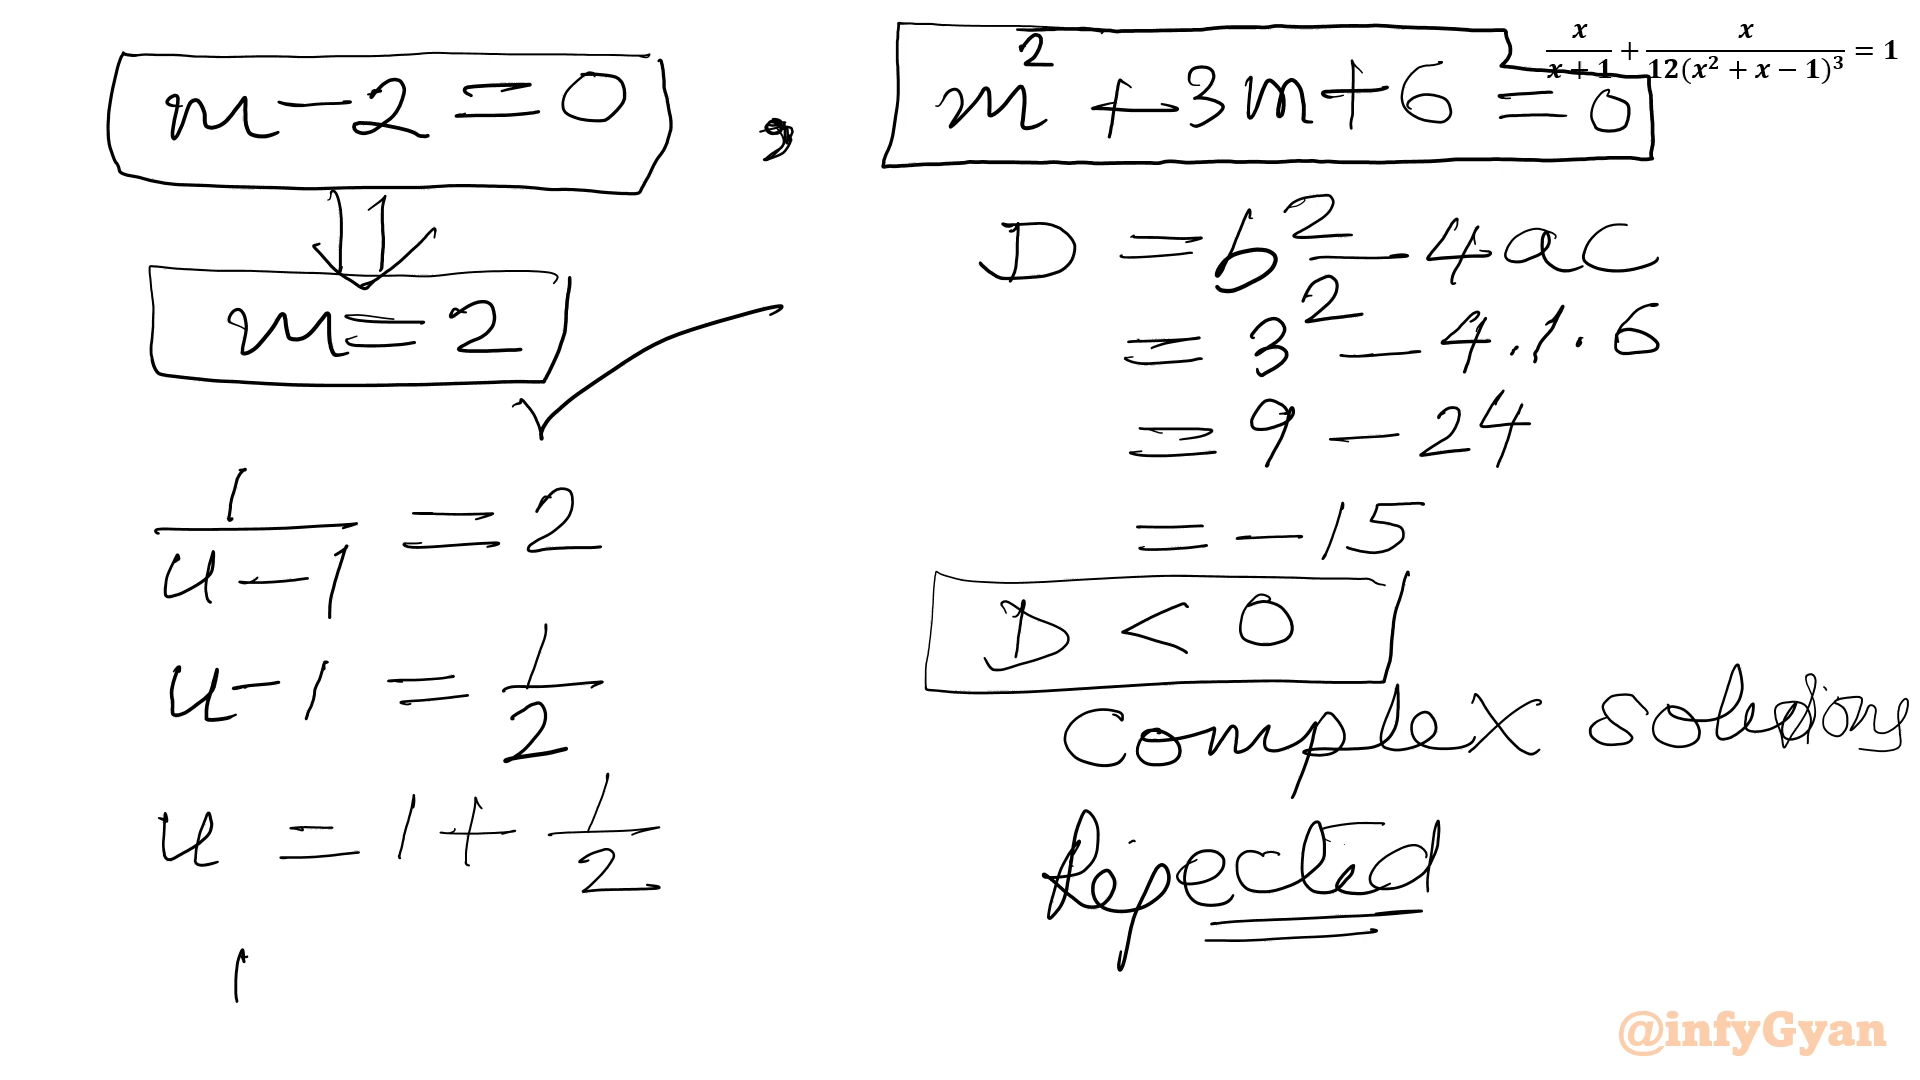 m - 2 = 0 , m² + 3m + 6 = 0
x/(x + 1) + x/(12(x² + x − 1)³) = 1
m = 2
1/(u - 1) = 2
u - 1 = 1/2
u = 1 + 1/2
D = b² - 4ac
= 3² - 4.1.6
= 9 - 24
= - 15
D < 0
Complex solutions
Rejected
@infyGyan